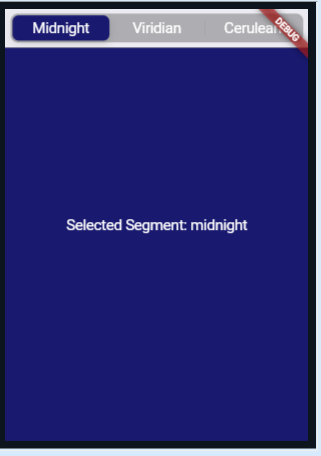 Midnight Viridian Cerulean
DEBUG
Selected Segment: midnight